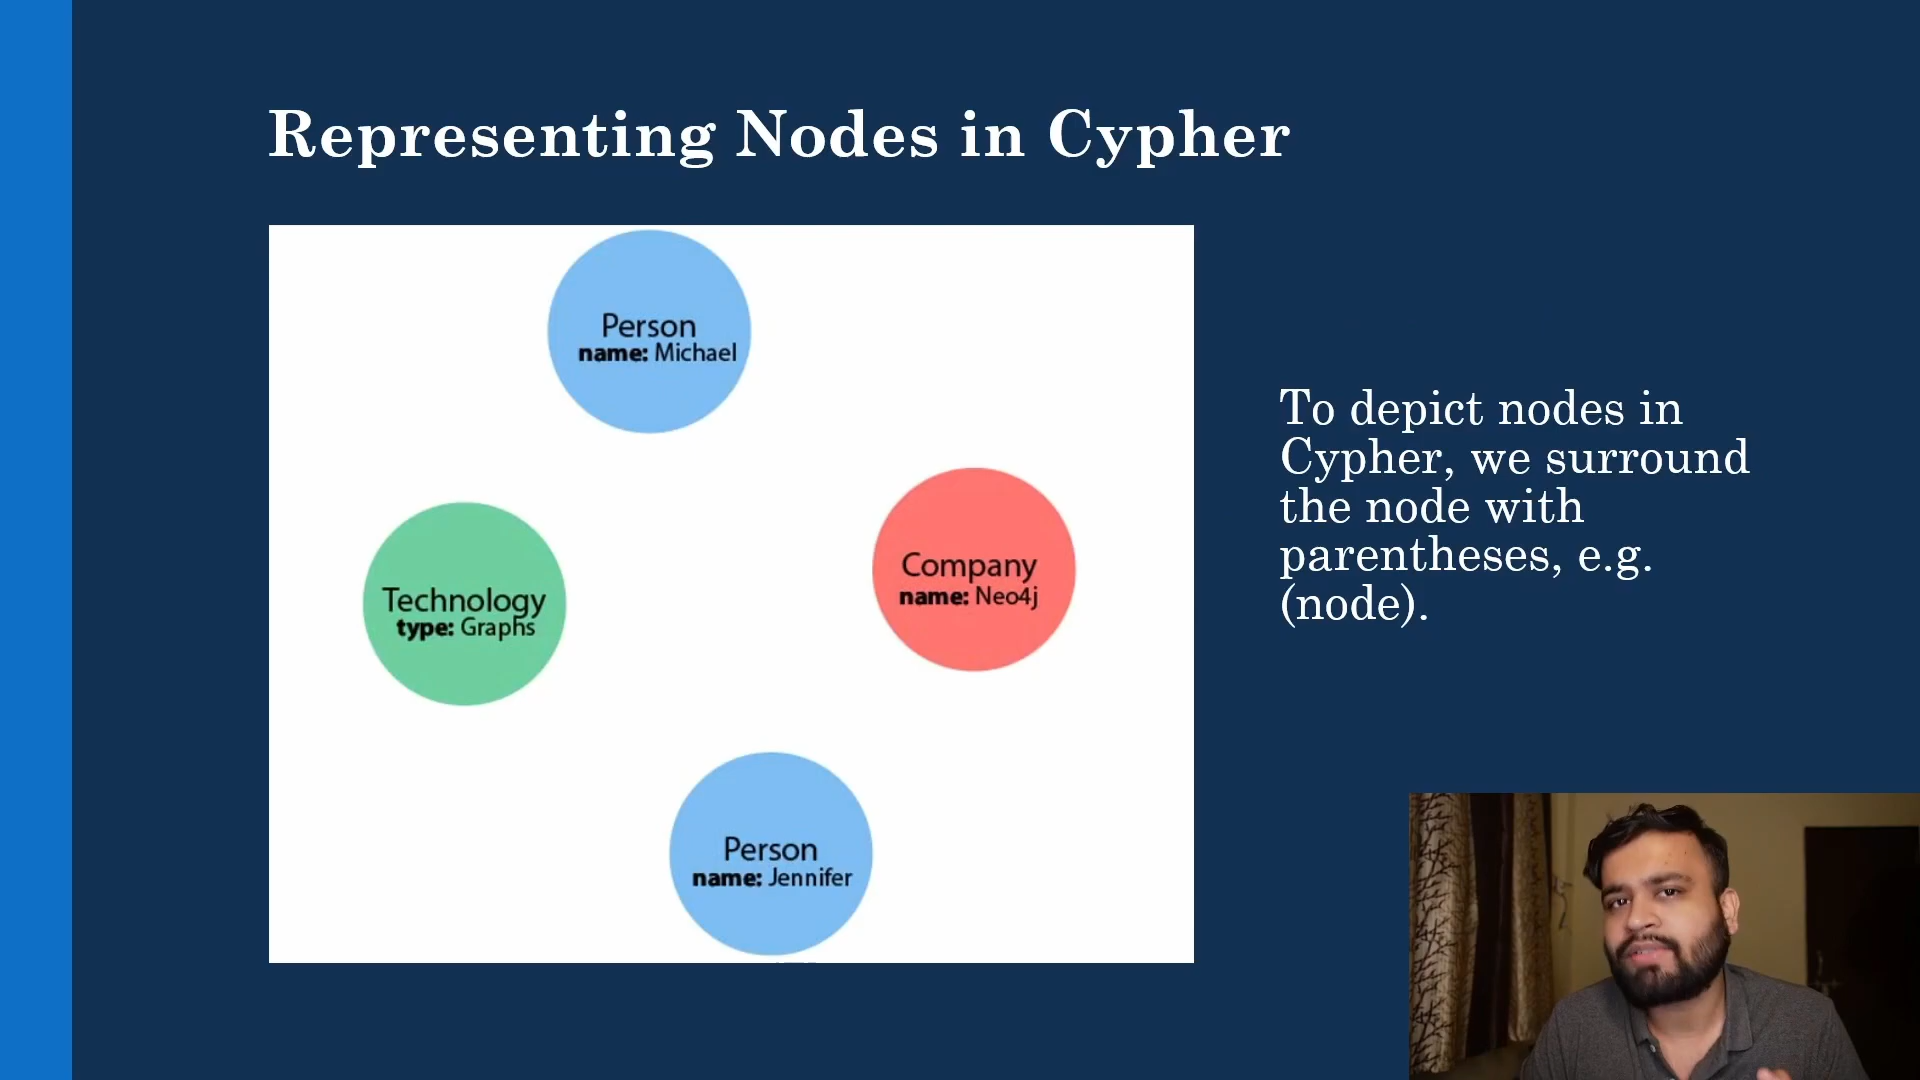 Representing Nodes in Cypher
Person
name: Michael
Technology
type: Graphs
Company
name: Neo4j
Person
name: Jennifer
To depict nodes in
Cypher, we surround
the node with
parentheses, e.g.
(node).